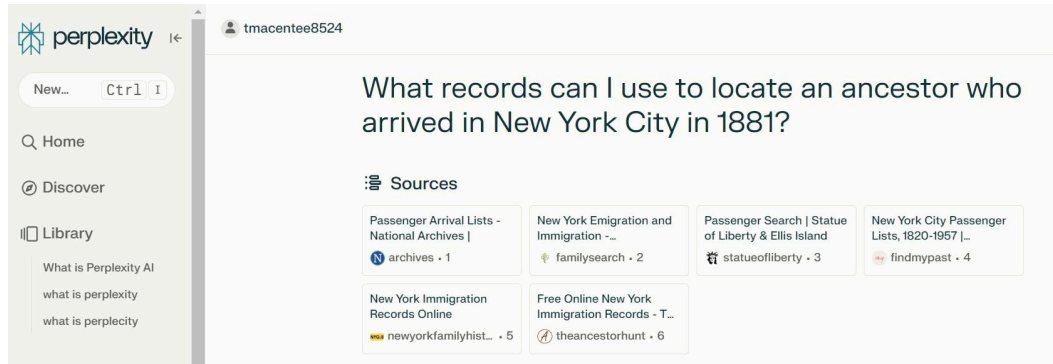 perplexity
New... Ctrl I
Home
Discover
Library
What is Perplexity AI
what is perplexity
what is perplecity
tmacentee8524
What records can I use to locate an ancestor who
arrived in New York City in 1881?
Sources
Passenger Arrival Lists -
National Archives |
archives • 1
New York Emigration and
Immigration -...
familysearch • 2
Passenger Search | Statue
of Liberty & Ellis Island
statueofliberty • 3
New York City Passenger
Lists, 1820-1957 |...
findmypast • 4
New York Immigration
Records Online
newyorkfamilyhist... • 5
Free Online New York
Immigration Records - T...
theancestorhunt • 6